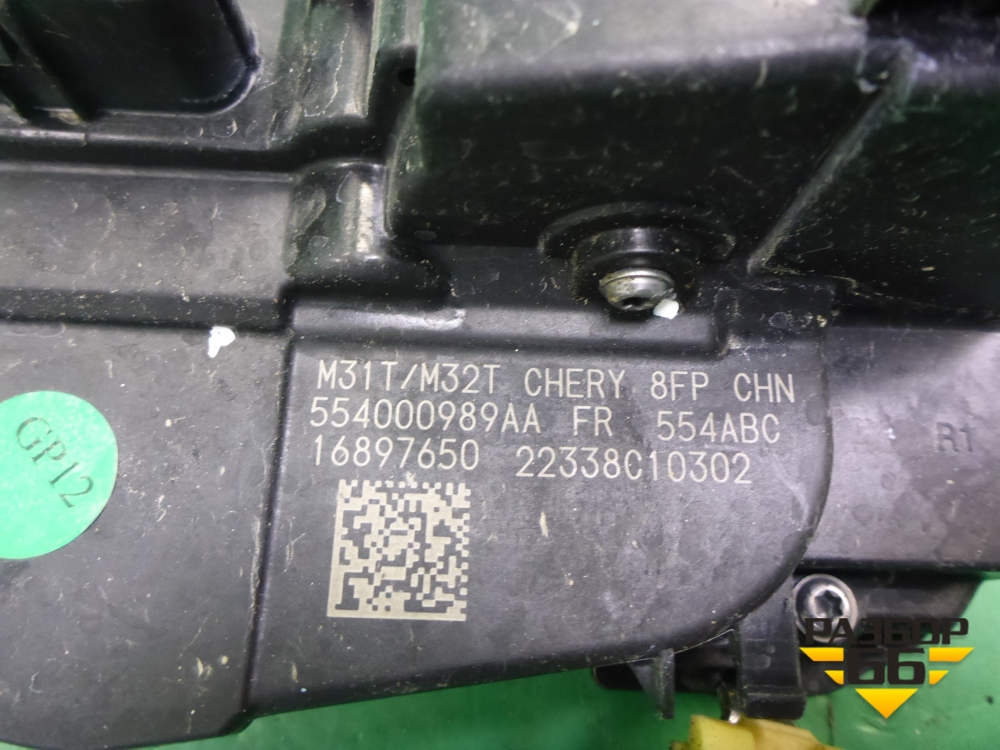 M31T/M32T CHERY 8FP CHN
554000989AA FR 554ABC
16897650 22338C10302
R1
GP12
РАЗБОР
66